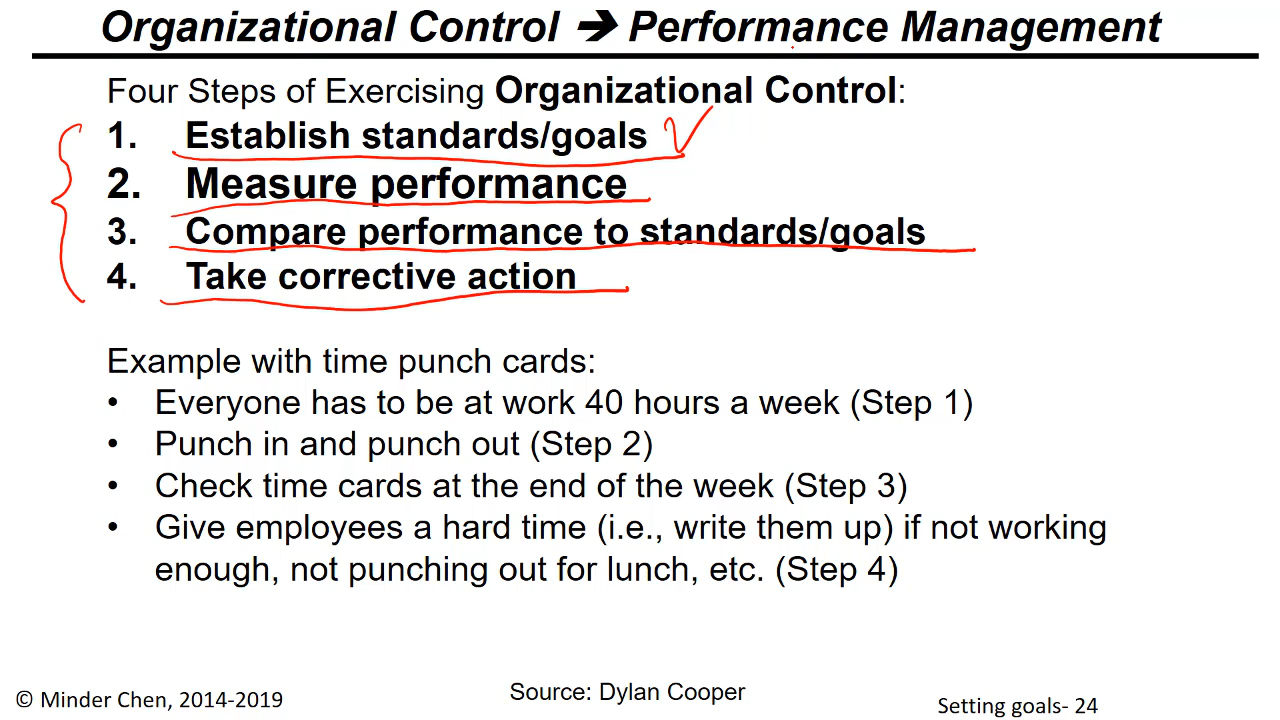 Organizational Control ➔ Performance Management
Four Steps of Exercising Organizational Control:
1. Establish standards/goals
2. Measure performance
3. Compare performance to standards/goals
4. Take corrective action
Example with time punch cards:
• Everyone has to be at work 40 hours a week (Step 1)
• Punch in and punch out (Step 2)
• Check time cards at the end of the week (Step 3)
• Give employees a hard time (i.e., write them up) if not working
enough, not punching out for lunch, etc. (Step 4)
© Minder Chen, 2014-2019
Source: Dylan Cooper
Setting goals- 24